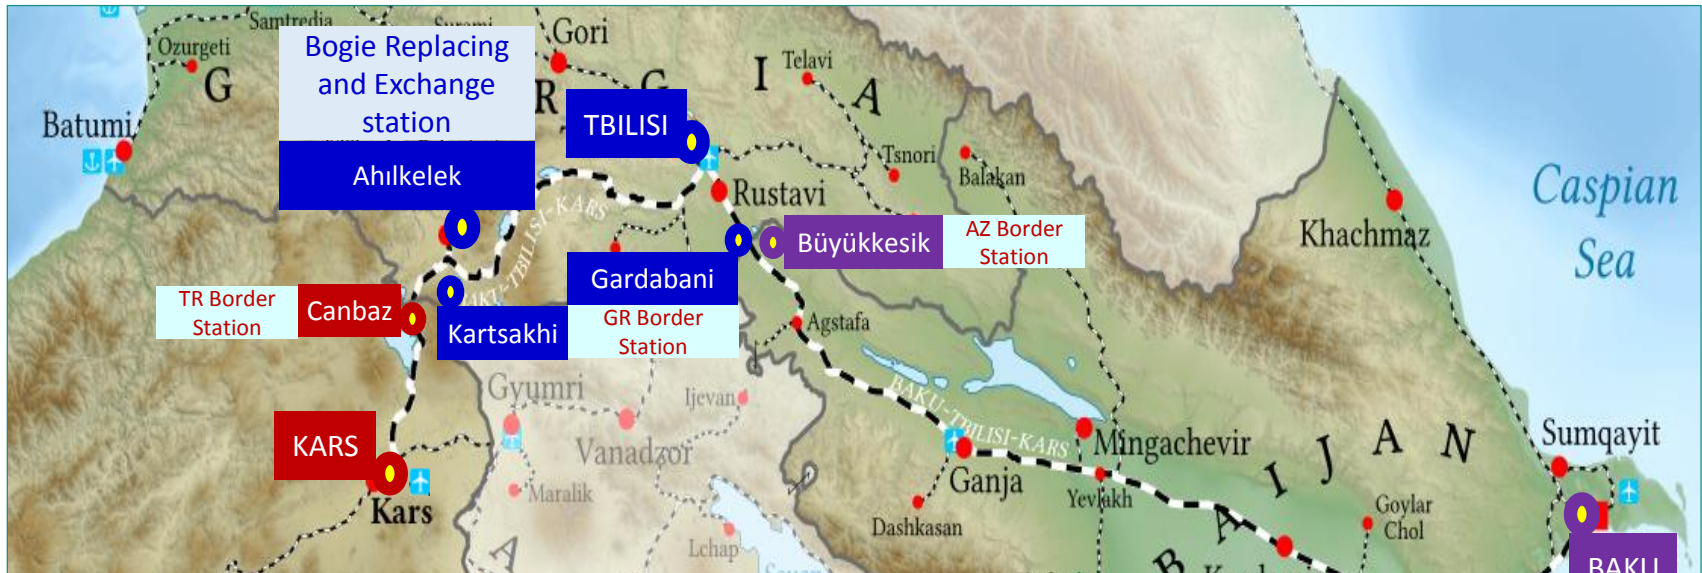 Samtredia
Ozurgeti
Bogie Replacing
and Exchange
station
Ahılkelek
Gori
Telavi
G
R
G
I
A
Batumi
TBILISI
Tsnori
Balakan
Rustavi
Khachmaz
Caspian
Sea
Büyükkesik
AZ Border
Station
Gardabani
TR Border
Station
Canbaz
Kartsakhi
GR Border
Station
BAKU-TBILISI-KARS
Agstafa
Gyumri
Ijevan
Vanadzor
KARS
Kars
Maralik
Lchap
A
BAKU-TBILISI-KARS
Ganja
Dashkasan
Mingachevir
Yevlakh
B
A
I
J
A
N
Goylar
Chol
Sumqayit
BAKU